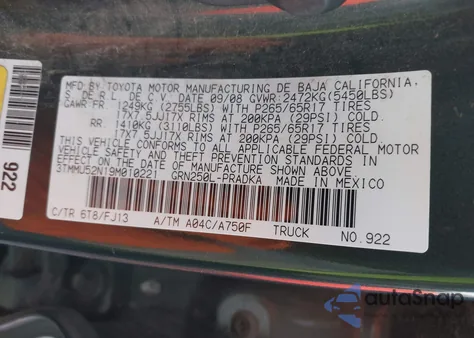 MFD. BY TOYOTA MOTOR MANUFACTURING DE BAJA CALIFORNIA,
S. DE R.L. DE C.V. DATE 09/08 GVWR: 2472KG(5450LBS)
GAWR FR: 1249KG (2755LBS) WITH P265/65R17 TIRES
17X7.5JJ17X RIMS AT 200KPA (29PSI) COLD.
RR: 1410KG (3110LBS) WITH P265/65R17 TIRES
17X7.5JJ17X RIMS AT 200KPA (29PSI) COLD.
THIS VEHICLE CONFORMS TO ALL APPLICABLE FEDERAL MOTOR
VEHICLE SAFETY AND THEFT PREVENTION
STANDARDS IN EFFECT ON THE DATE OF MANUFACTURE SHOWN ABOVE.
3TMMU52N19M010221 GRN250L-PRADKA MADE IN MEXICO
C/TR 6T8/FJ13 A/TM A04C/A750F TRUCK NO.922
922
autoSnap